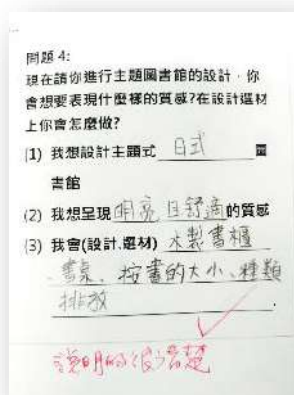 問題 4:
現在請你進行主題圖書館的設計,你
會想要表現什麼樣的質感?在設計選材
上你會怎麼做?
(1) 我想設計主題式 日式 圖
書館
(2) 我想呈現 明亮且舒適 的質感
(3) 我會(設計.選材) 木製書櫃
、書桌、按書的大小、種類
排放
說明的很清楚